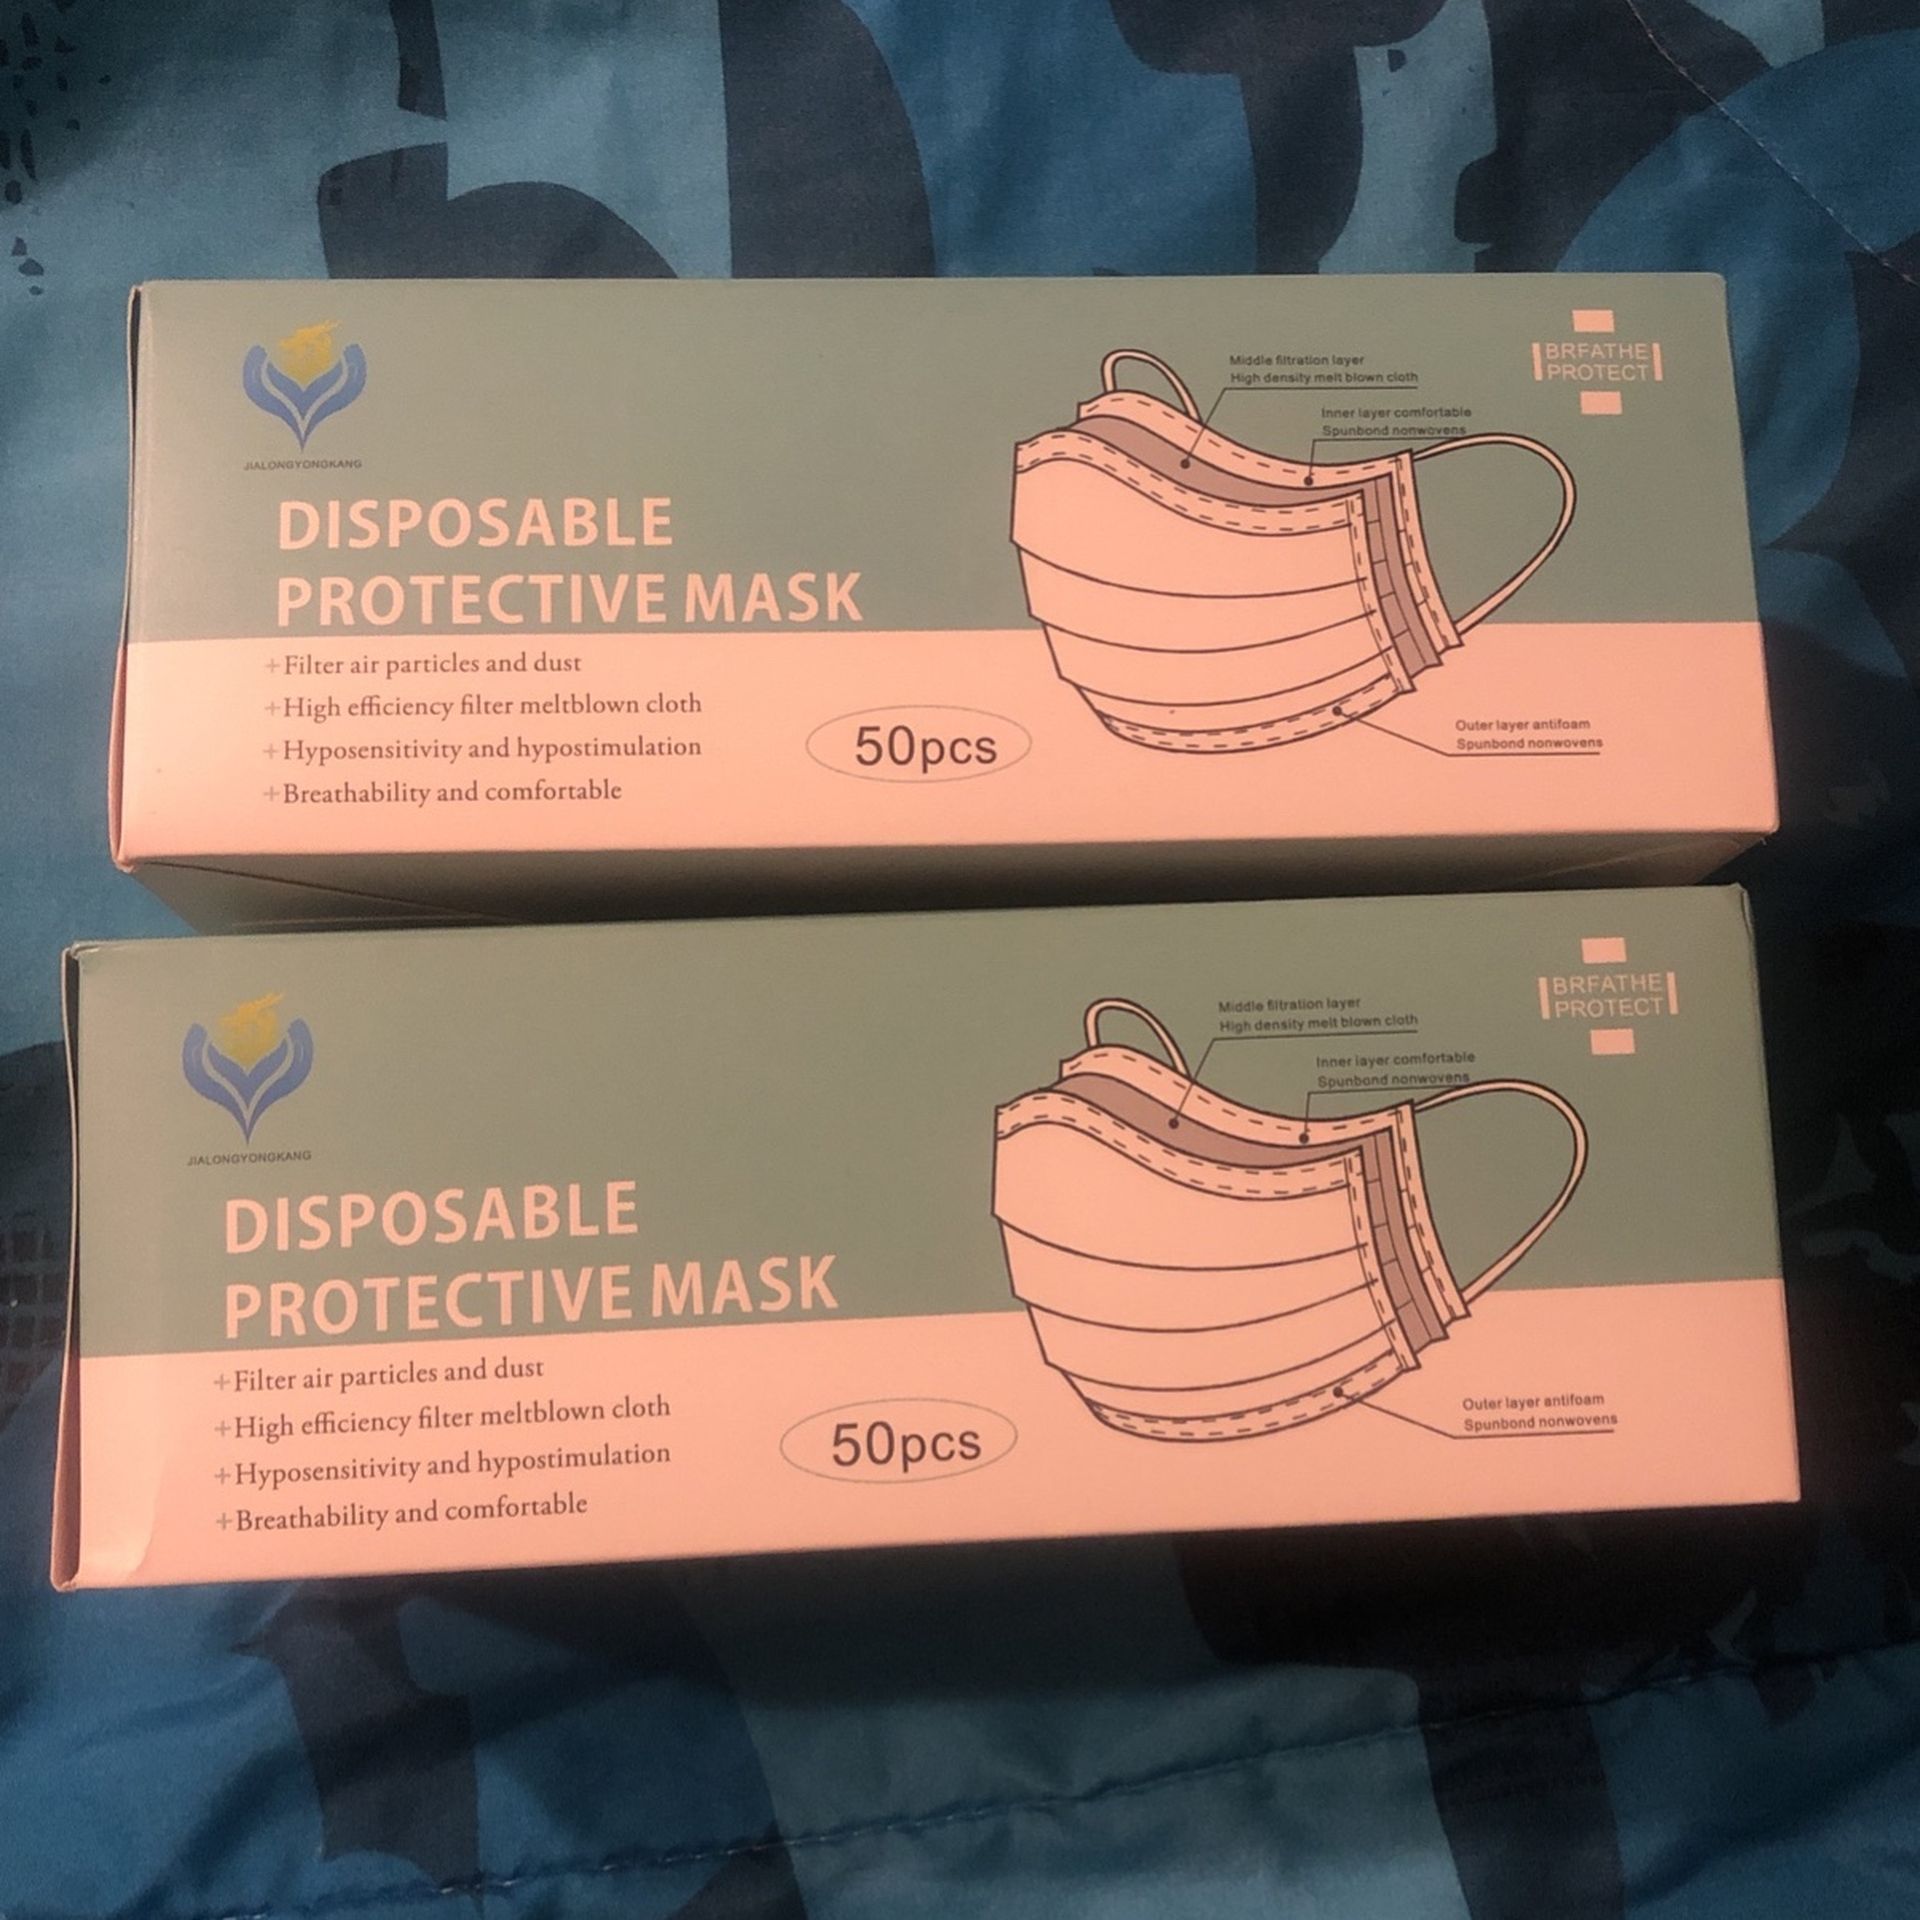 JIALONGYONGKANG
DISPOSABLE
PROTECTIVE MASK
+Filter air particles and dust
+High efficiency filter meltblown cloth
+Hyposensitivity and hypostimulation
+Breathability and comfortable
50pcs
Middle filtration layer
High density melt blown cloth
Inner layer comfortable
Spunbond nonwovens
Outer layer antifoam
Spunbond nonwovens
BRFATHE
PROTECT
JIALONGYONGKANG
DISPOSABLE
PROTECTIVE MASK
+Filter air particles and dust
+High efficiency filter meltblown cloth
+Hyposensitivity and hypostimulation
+Breathability and comfortable
50pcs
Middle filtration layer
High density melt blown cloth
Inner layer comfortable
Spunbond nonwovens
Outer layer antifoam
Spunbond nonwovens
BRFATHE
PROTECT